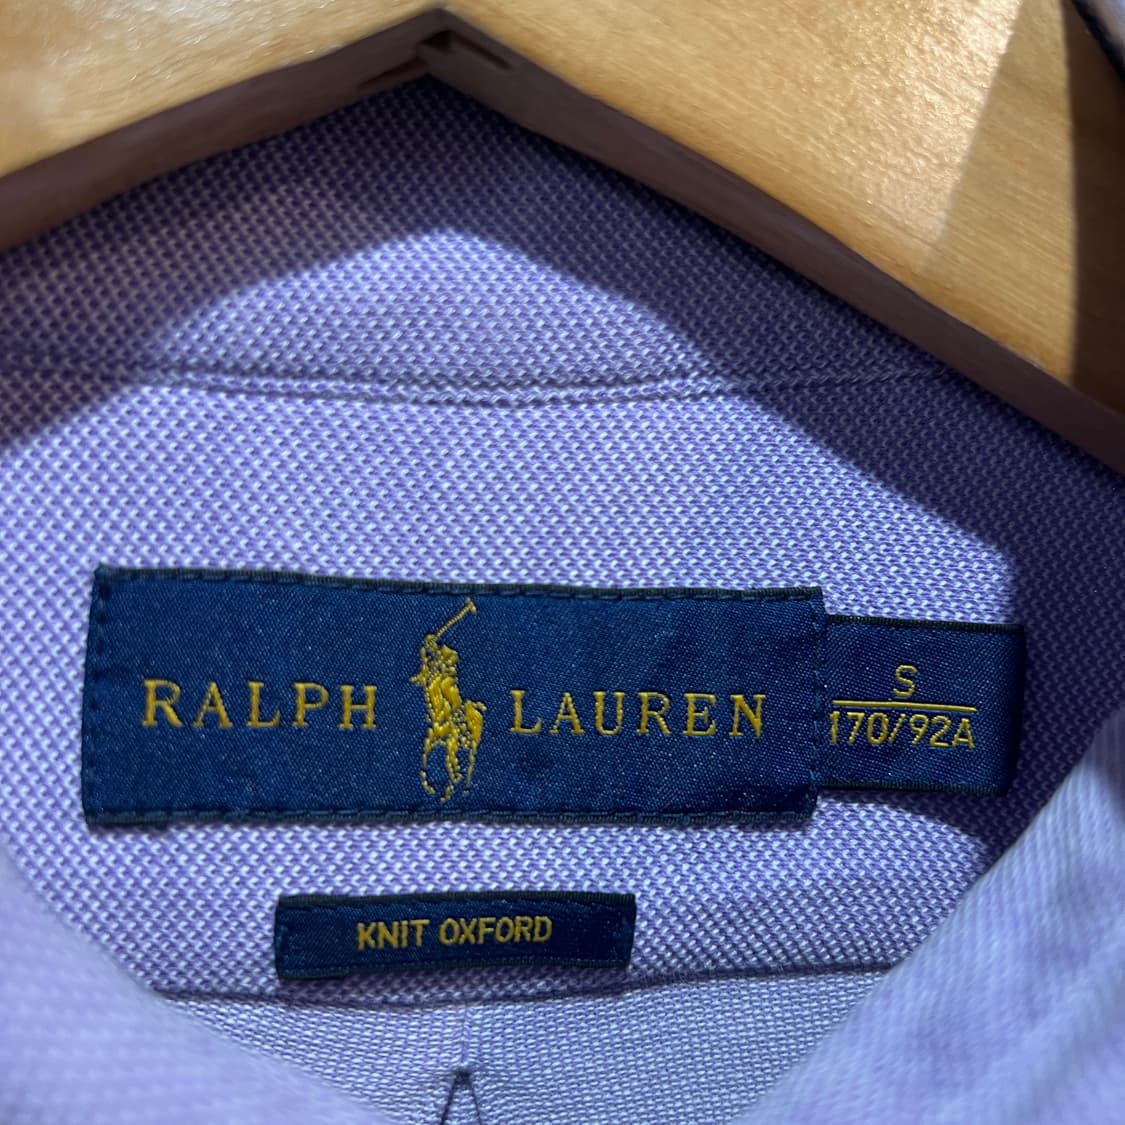 RALPH LAUREN
S
170/92A
KNIT OXFORD